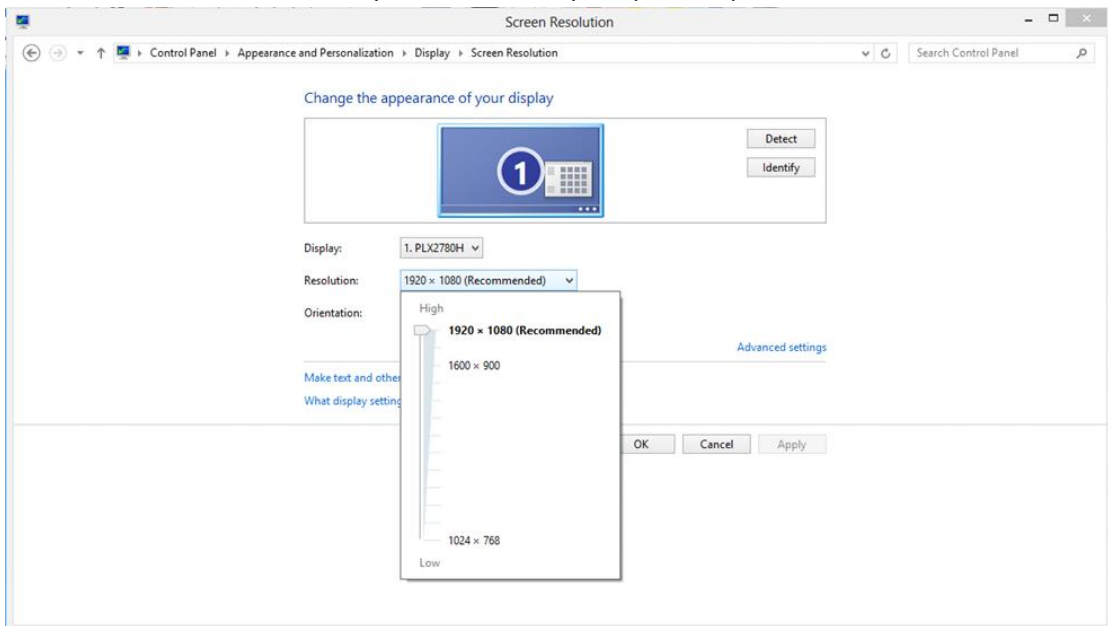 Screen Resolution
Control Panel Appearance and Personalization Display Screen Resolution
Search Control Panel
Change the appearance of your display
1
Detect
Identify
Display: 1. PLX2780H
Resolution: 1920 × 1080 (Recommended)
Orientation:
High
1920 × 1080 (Recommended)
1600 × 900
1024 × 768
Low
Advanced settings
Make text and other
What display setting
OK Cancel Apply